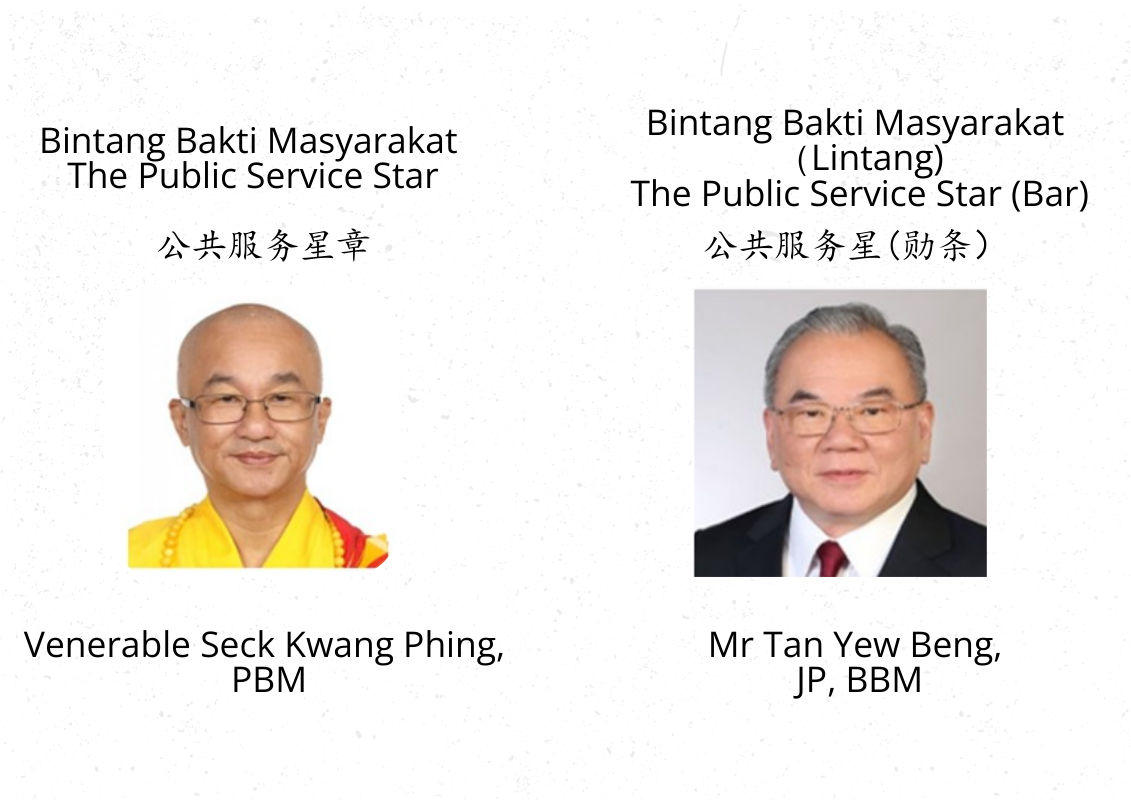 Bintang Bakti Masyarakat
The Public Service Star
公共服务星章
Venerable Seck Kwang Phing,
PBM
Bintang Bakti Masyarakat
(Lintang)
The Public Service Star (Bar)
公共服务星(勋条)
Mr Tan Yew Beng,
JP, BBM